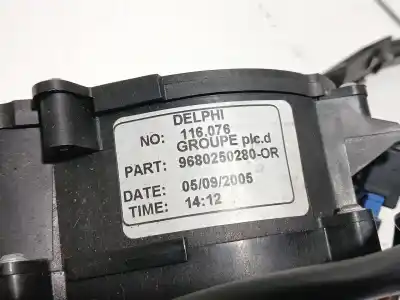 DELPHI
NO: 116.076
GROUPE plc.d
PART: 9680250280-OR
DATE: 05/09/2005
TIME: 14:12